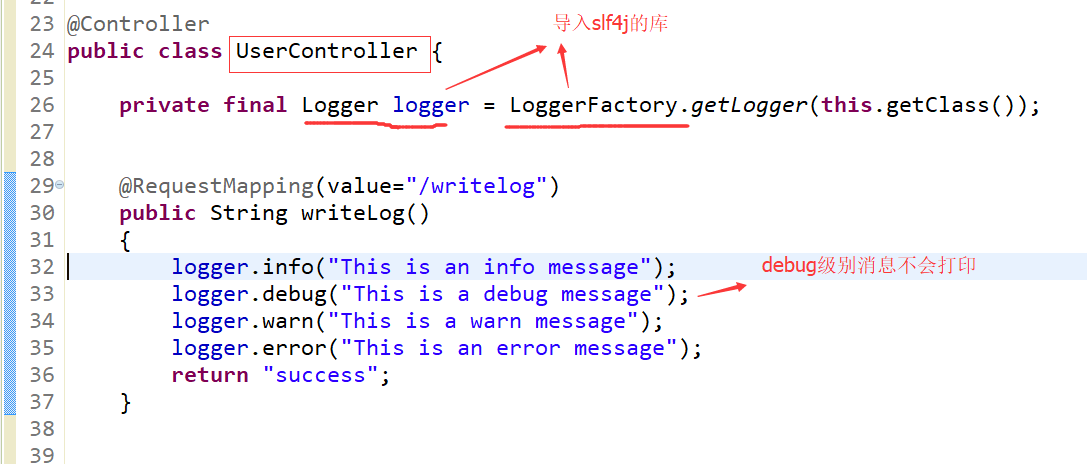 22
23 @Controller
导入slf4j的库
24 public class UserController {
25
26 private final Logger logger = LoggerFactory.getLogger(this.getClass());
27
28
29 @RequestMapping(value="/writelog")
30 public String writeLog()
31 {
32 logger.info("This is an info message");
debug级别消息不会打印
33 logger.debug("This is a debug message");
34 logger.warn("This is a warn message");
35 logger.error("This is an error message");
36 return "success";
37 }
38
39